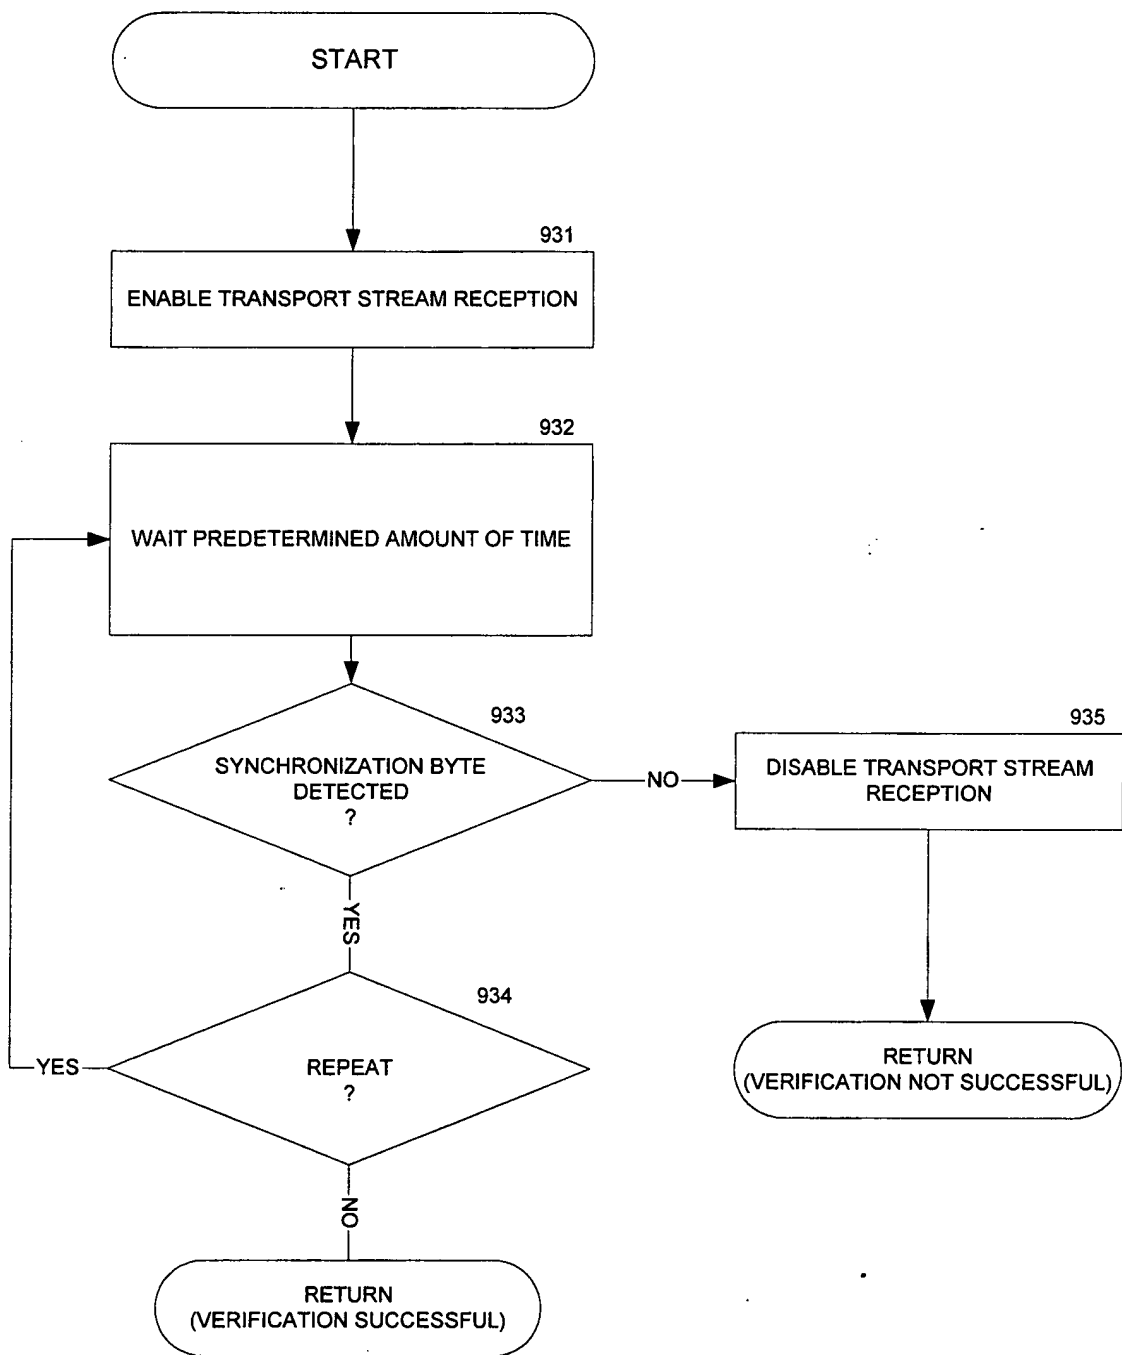 START
931
ENABLE TRANSPORT STREAM RECEPTION
932
WAIT PREDETERMINED AMOUNT OF TIME
933
SYNCHRONIZATION BYTE
DETECTED
?
NO
935
DISABLE TRANSPORT STREAM
RECEPTION
YES
934
REPEAT
?
YES
RETURN
(VERIFICATION NOT SUCCESSFUL)
NO
RETURN
(VERIFICATION SUCCESSFUL)